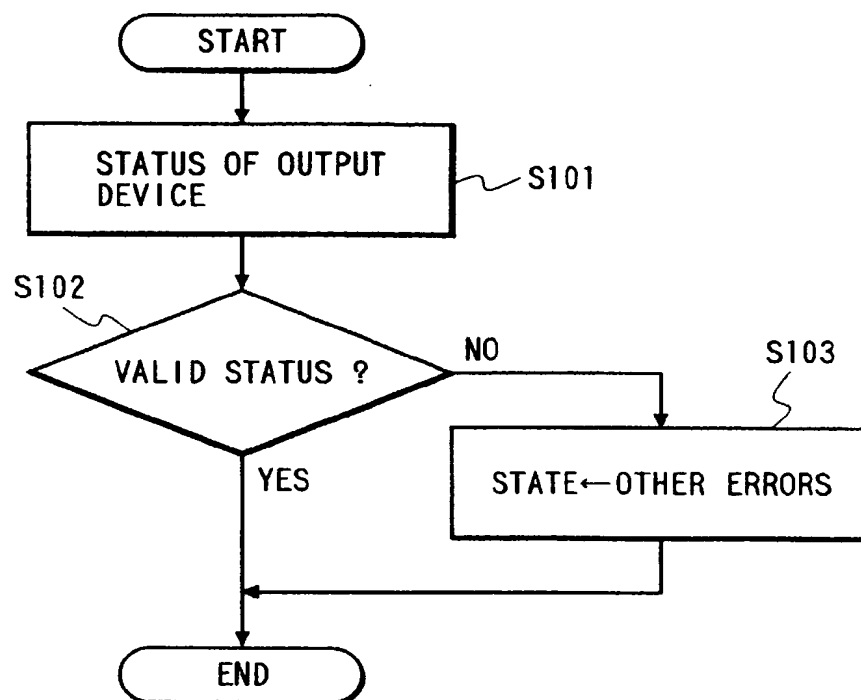 START
STATUS OF OUTPUT
DEVICE
S101
S102
VALID STATUS ?
NO
S103
YES
STATE←OTHER ERRORS
END